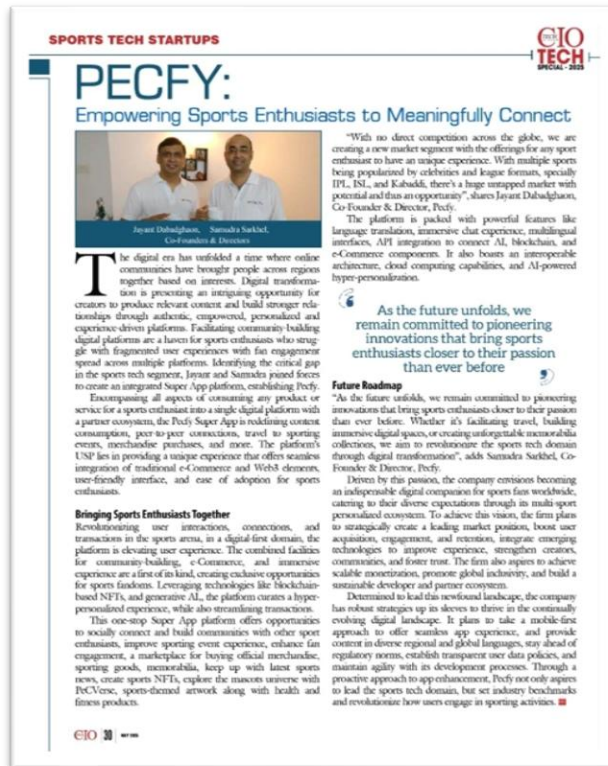 SPORTS TECH STARTUPS
CIO
TECH
SPECIAL - 2025
PECFY:
Empowering Sports Enthusiasts to Meaningfully Connect
Jayant Dabadghaon, Samudra Sarkhel,
Co-Founders & Directors
The digital era has unfolded a time where online
communities have brought people across regions
together based on interests. Digital transforma-
tion is presenting an intriguing opportunity for
creators to produce relevant content and build stronger rela-
tionships through authentic, empowered, personalized and
experience-driven platforms. Facilitating community-building
digital platforms are a haven for sports enthusiasts who strug-
gle with fragmented user experiences with fan engagement
spread across multiple platforms. Identifying the critical gap
in the sports tech segment, Jayant and Samudra joined forces
to create an integrated Super App platform, establishing Pecfy.
Encompassing all aspects of consuming any product or
service for a sports enthusiast into a single digital platform with
a partner ecosystem, the Pecfy Super App is redefining content
consumption, peer-to-peer connections, travel to sporting
events, merchandise purchases, and more. The platform's
USP lies in providing a unique experience that offers seamless
integration of traditional e-Commerce and Web3 elements,
user-friendly interface, and ease of adoption for sports
enthusiasts.
Bringing Sports Enthusiasts Together
Revolutionizing user interactions, connections, and
transactions in the sports arena, in a digital-first domain, the
platform is elevating user experience. The combined facilities
for community-building, e-Commerce, and immersive
experience are a first of its kind, creating exclusive opportunities
for sports fandoms. Leveraging technologies like blockchain-
based NFTs, and generative AI, the platform curates a hyper-
personalized experience, while also streamlining transactions.
This one-stop Super App platform offers opportunities
to socially connect and build communities with other sport
enthusiasts, improve sporting event experience, enhance fan
engagement, a marketplace for buying official merchandise,
sporting goods, memorabilia, keep up with latest sports
news, create sports NFTs, explore the mascots universe with
PeCVerse, sports-themed artwork along with health and
fitness products.
"With no direct competition across the globe, we are
creating a new market segment with the offerings for any sport
enthusiast to have an unique experience. With multiple sports
being popularized by celebrities and league formats, specially
IPL, ISL, and Kabaddi, there's a huge untapped market with
potential and thus an opportunity", shares Jayant Dabadghaon,
Co-Founder & Director, Pecfy.
The platform is packed with powerful features like
language translation, immersive chat experience, multilingual
interfaces, API integration to connect AI, blockchain, and
e-Commerce components. It also boasts an interoperable
architecture, cloud computing capabilities, and AI-powered
hyper-personalization.
As the future unfolds, we
remain committed to pioneering
innovations that bring sports
enthusiasts closer to their passion
than ever before
Future Roadmap
"As the future unfolds, we remain committed to pioneering
innovations that bring sports enthusiasts closer to their passion
than ever before. Whether it's facilitating travel, building
immersive digital spaces, or creating unforgettable memorabilia
collections, we aim to revolutionize the sports tech domain
through digital transformation", adds Samudra Sarkhel, Co-
Founder & Director, Pecfy.
Driven by this passion, the company envisions becoming
an indispensable digital companion for sports fans worldwide,
catering to their diverse expectations through its multi-sport
personalized ecosystem. To achieve this vision, the firm plans
to strategically create a leading market position, boost user
acquisition, engagement, and retention, integrate emerging
technologies to improve experience, strengthen creators,
communities, and foster trust. The firm also aspires to achieve
scalable monetization, promote global inclusivity, and build a
sustainable developer and partner ecosystem.
Determined to lead this newfound landscape, the company
has robust strategies up its sleeves to thrive in the continually
evolving digital landscape. It plans to take a mobile-first
approach to offer seamless app experience, and provide
content in diverse regional and global languages, stay ahead of
regulatory norms, establish transparent user data policies, and
maintain agility with its development processes. Through a
proactive approach to app enhancement, Pecfy not only aspires
to lead the sports tech domain, but set industry benchmarks
and revolutionize how users engage in sporting activities.
CIO 30